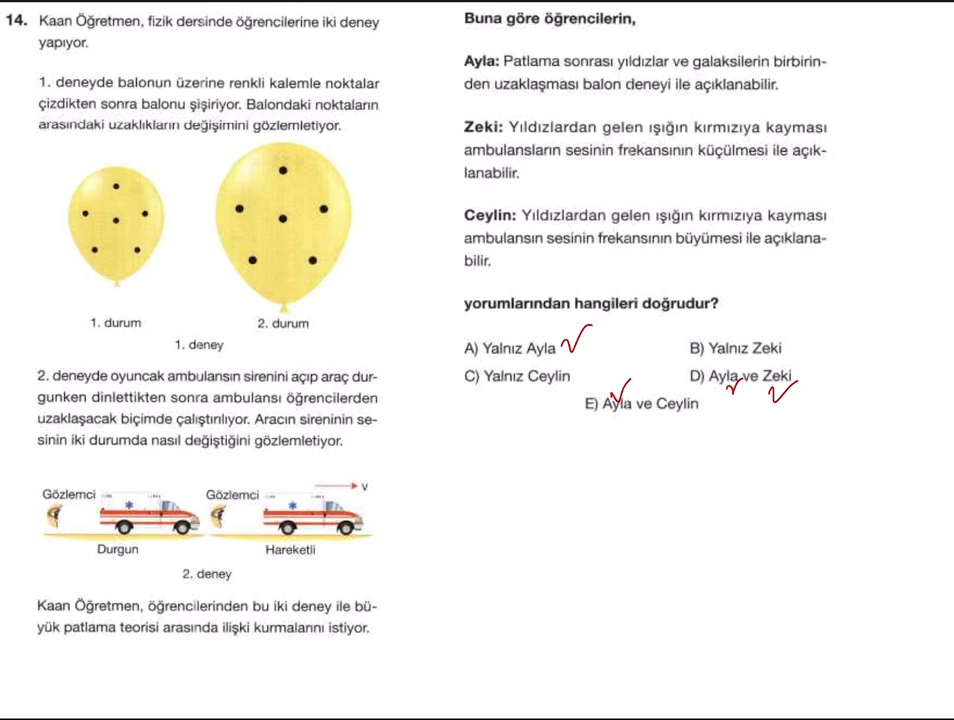 14. Kaan Öğretmen, fizik dersinde öğrencilerine iki deney
yapıyor.
1. deneyde balonun üzerine renkli kalemle noktalar
çizdikten sonra balonu şişiriyor. Balondaki noktaların
arasındaki uzaklıkların değişimini gözlemletiyor.
1. durum
2. durum
1. deney
2. deneyde oyuncak ambulansın sirenini açıp araç dur-
gunken dinlettikten sonra ambulansı öğrencilerden
uzaklaşacak biçimde çalıştırılıyor. Aracın sireninin se-
sinin iki durumda nasıl değiştiğini gözlemletiyor.
Gözlemci
Gözlemci
v
Durgun
Hareketli
2. deney
Kaan Öğretmen, öğrencilerinden bu iki deney ile bü-
yük patlama teorisi arasında ilişki kurmalarını istiyor.
Buna göre öğrencilerin,
Ayla: Patlama sonrası yıldızlar ve galaksilerin birbirin-
den uzaklaşması balon deneyi ile açıklanabilir.
Zeki: Yıldızlardan gelen ışığın kırmızıya kayması
ambulansların sesinin frekansının küçülmesi ile açık-
lanabilir.
Ceylin: Yıldızlardan gelen ışığın kırmızıya kayması
ambulansın sesinin frekansının büyümesi ile açıklana-
bilir.
yorumlarından hangileri doğrudur?
A) Yalnız Ayla
B) Yalnız Zeki
C) Yalnız Ceylin
D) Ayla ve Zeki
E) Ayla ve Ceylin